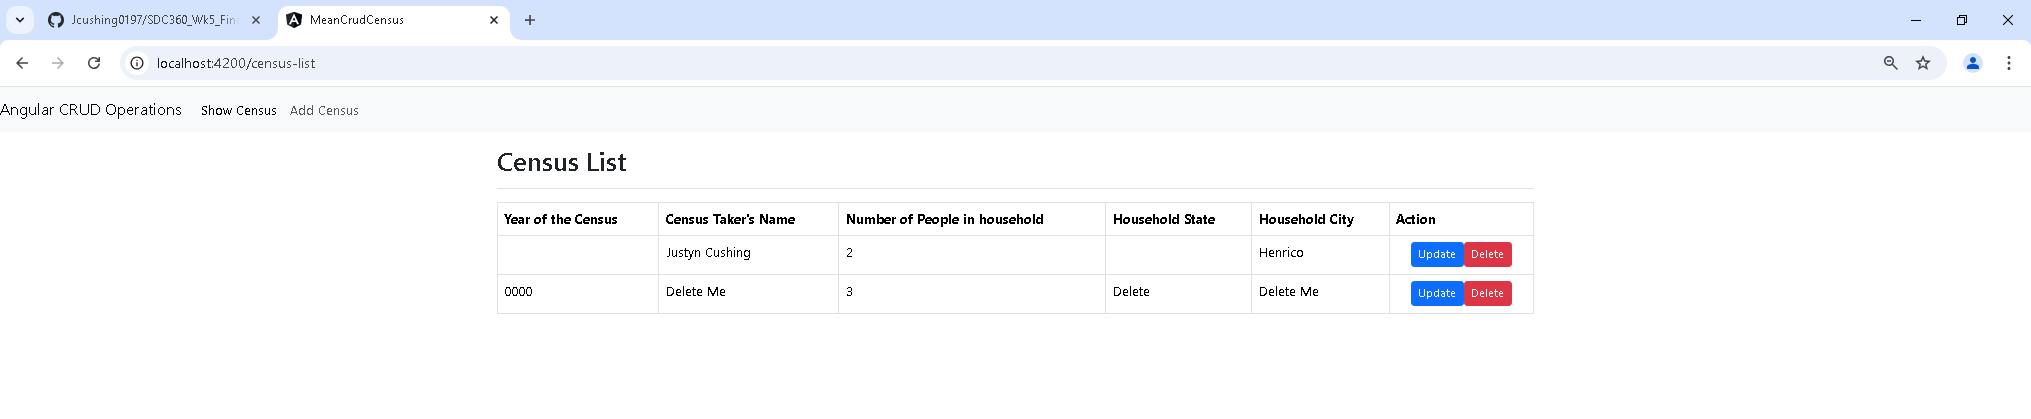 Jcushing0197/SDC360_Wk5_Fin
MeanCrudCensus
localhost:4200/census-list
Angular CRUD Operations Show Census Add Census
Census List
Year of the Census Census Taker's Name Number of People in household Household State Household City Action
Justyn Cushing 2 Henrico Update Delete
0000 Delete Me 3 Delete Delete Me Update Delete